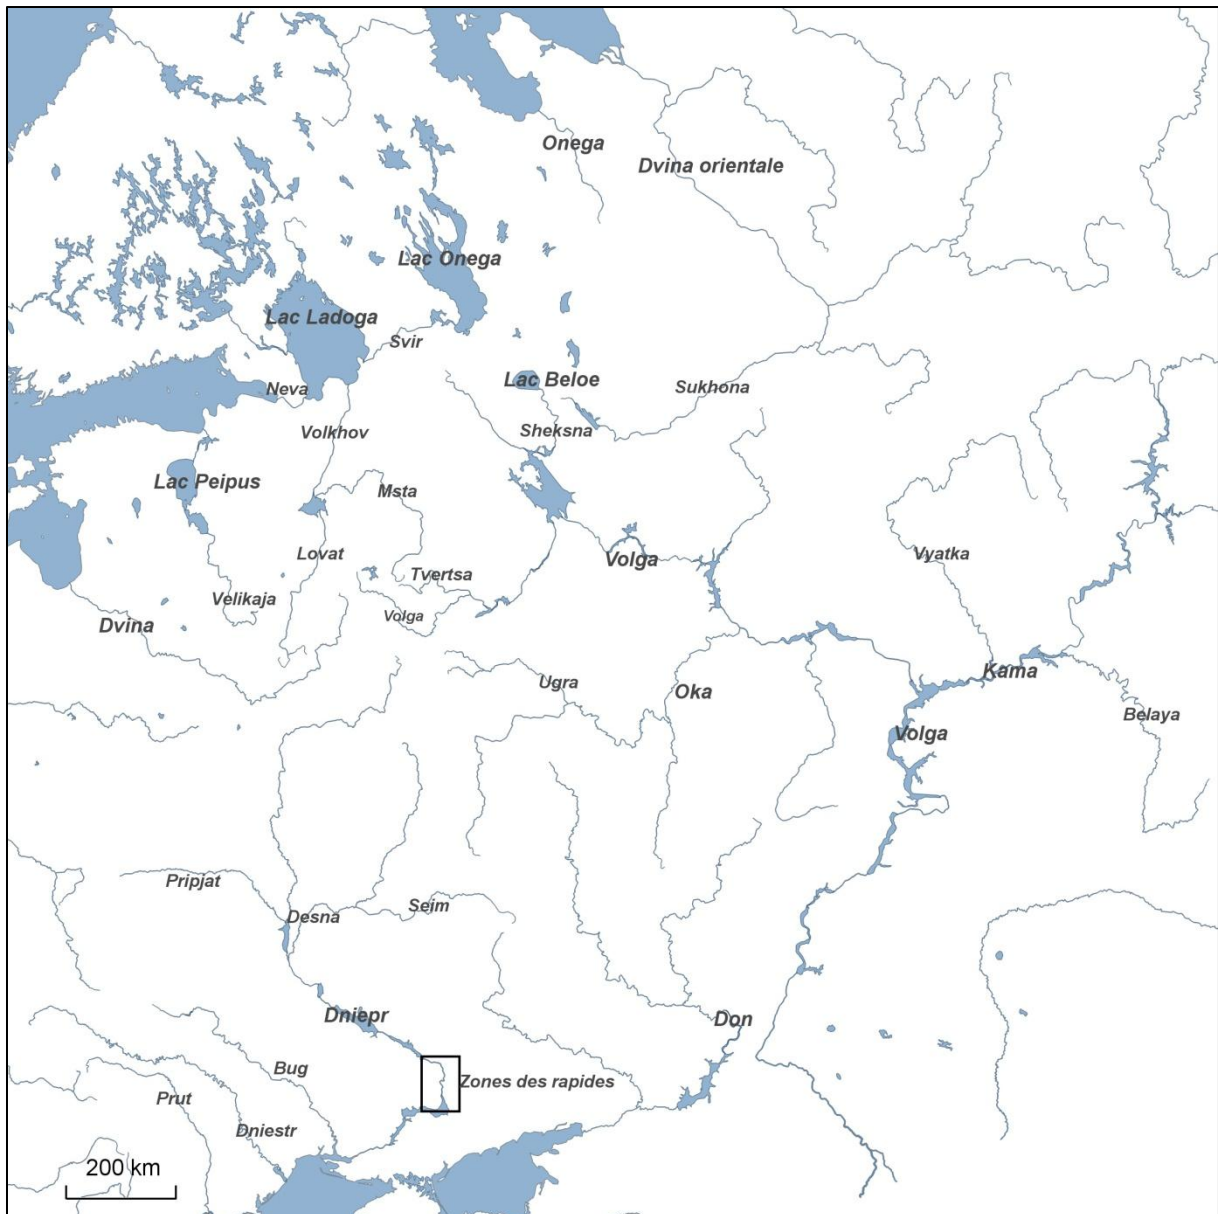 Onega
Dvina orientale
Lac Onega
Lac Ladoga
Svir
Lac Beloe
Neva
Sukhona
Volkhov
Sheksna
Lac Peipus
Msta
Lovat
Volga
Vyatka
Tvertsa
Velikaja
Volga
Dvina
Ugra
Oka
Kama
Belaya
Volga
Pripjat
Desna
Seim
Dniepr
Don
Bug
Zones des rapides
Prut
Dniestr
200 km